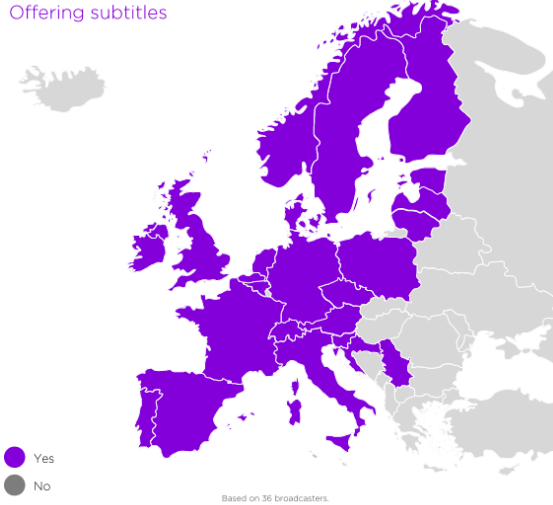 Offering subtitles
Yes
No
Based on 36 broadcasters.